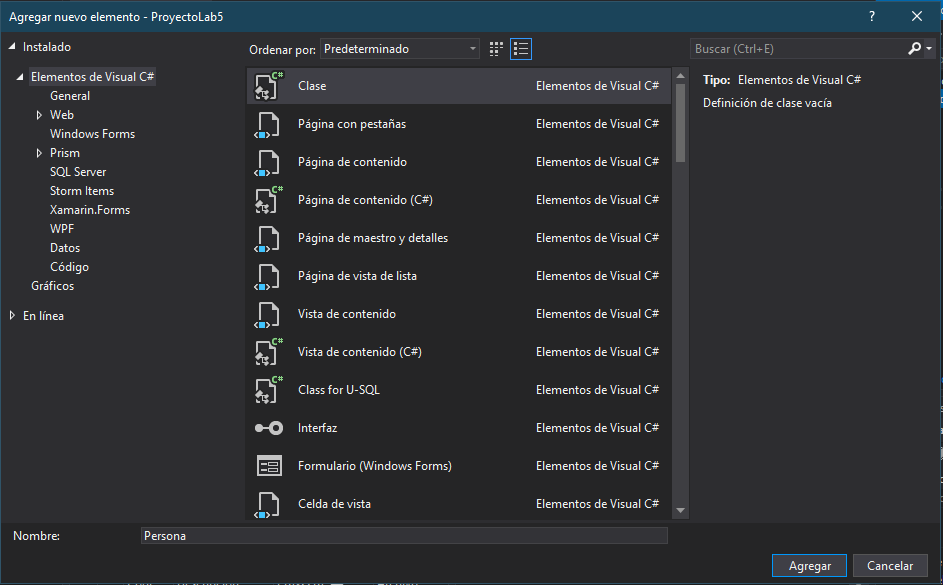 Agregar nuevo elemento - ProyectoLab5
?
Instalado
Ordenar por: Predeterminado
Buscar (Ctrl+E)
Elementos de Visual C#
General
Web
Windows Forms
Prism
SQL Server
Storm Items
Xamarin.Forms
WPF
Datos
Código
Gráficos
En línea
C# Clase Elementos de Visual C#
Página con pestañas Elementos de Visual C#
Página de contenido Elementos de Visual C#
C# Página de contenido (C#) Elementos de Visual C#
Página de maestro y detalles Elementos de Visual C#
Página de vista de lista Elementos de Visual C#
Vista de contenido Elementos de Visual C#
C# Vista de contenido (C#) Elementos de Visual C#
C# Class for U-SQL Elementos de Visual C#
Interfaz Elementos de Visual C#
Formulario (Windows Forms) Elementos de Visual C#
Celda de vista Elementos de Visual C#
Tipo: Elementos de Visual C#
Definición de clase vacía
Nombre: Persona
Agregar Cancelar